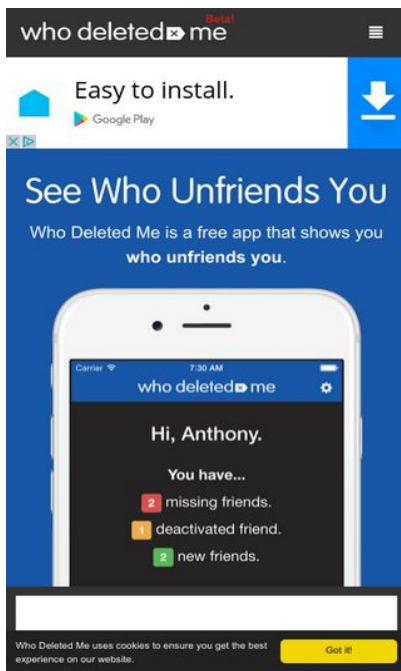 Beta!
who deleted me
Easy to install.
Google Play
See Who Unfriends You
Who Deleted Me is a free app that shows you
who unfriends you.
Carrier 7:30 AM
who deleted me
Hi, Anthony.
You have...
2 missing friends.
1 deactivated friend.
2 new friends.
Who Deleted Me uses cookies to ensure you get the best
experience on our website.
Got it!